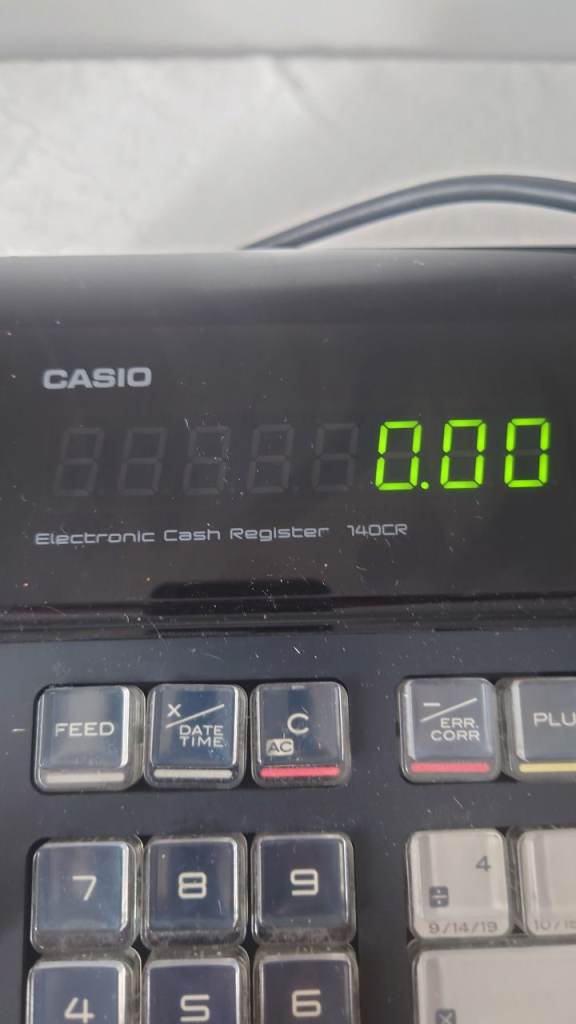 CASIO
0.00
Electronic Cash Register 140CR
FEED
X/DATE TIME
C
AC
−/ERR. CORR
PLU
7
8
9
4
÷
9/14/19
4
5
6
x